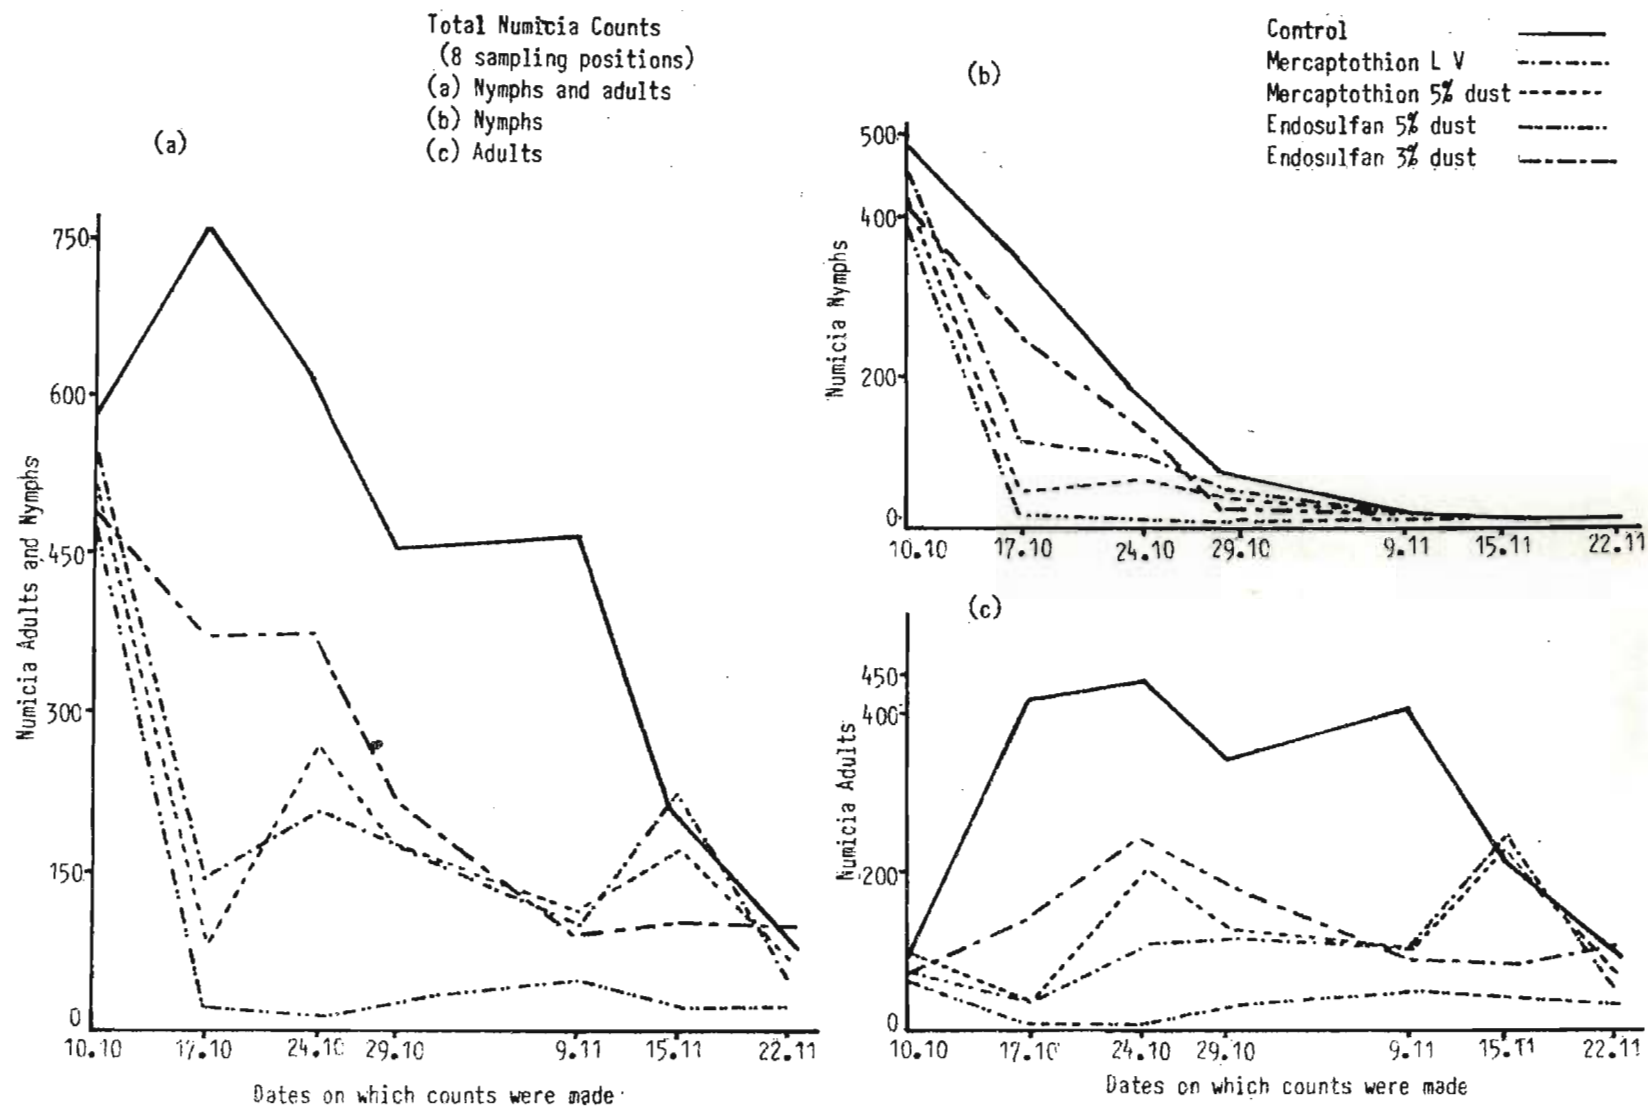 Total Numicia Counts
(8 sampling positions)
(a) Nymphs and adults
(b) Nymphs
(c) Adults
Control
Mercaptothion L V
Mercaptothion 5% dust
Endosulfan 5% dust
Endosulfan 3% dust
(a)
750
600
450
300
150
0
Numicia Adults and Nymphs
10.10 17.10 24.10 29.10 9.11 15.11 22.11
Dates on which counts were made
(b)
500
400
200
0
Numicia Nymphs
10.10 17.10 24.10 29.10 9.11 15.11 22.11
(c)
450
400
200
0
Numicia Adults
10.10 17.10 24.10 29.10 9.11 15.11 22.11
Dates on which counts were made